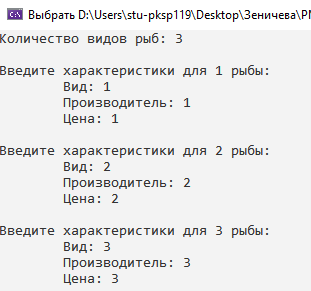 Выбрать D:\Users\stu-pksp119\Desktop\Зеничева\РМ
Количество видов рыб: 3
Введите характеристики для 1 рыбы:
Вид: 1
Производитель: 1
Цена: 1
Введите характеристики для 2 рыбы:
Вид: 2
Производитель: 2
Цена: 2
Введите характеристики для 3 рыбы:
Вид: 3
Производитель: 3
Цена: 3